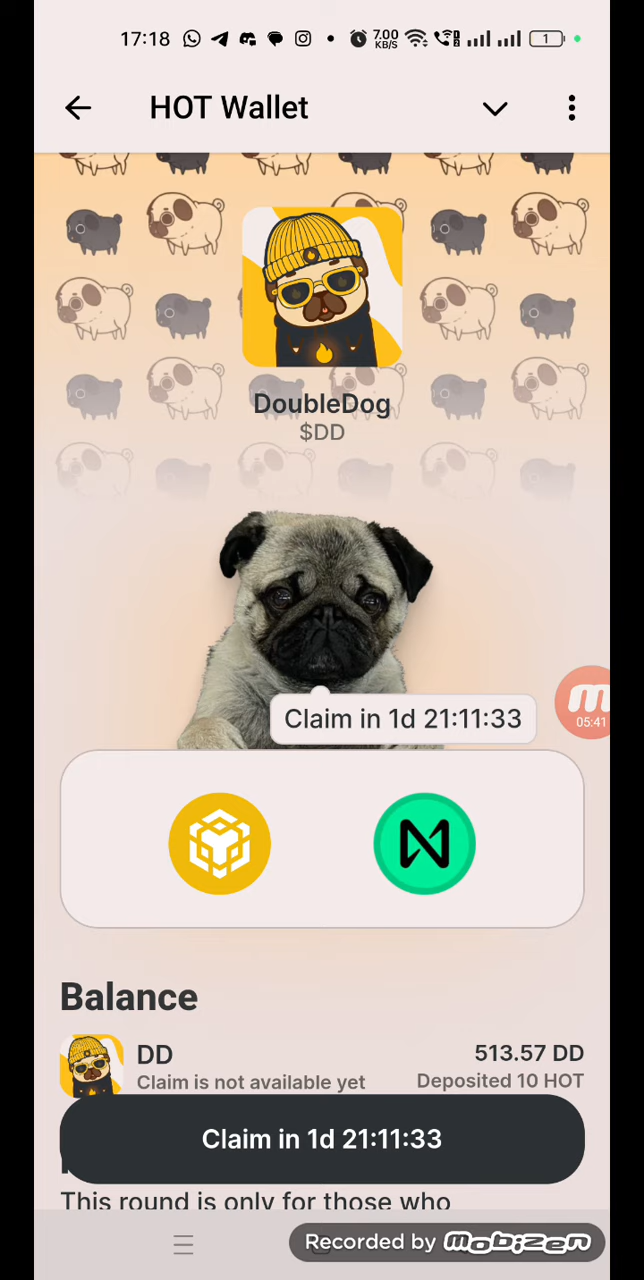 17:18
7.00
KB/S
1
HOT Wallet
DoubleDog
$DD
Claim in 1d 21:11:33
05:41
Balance
DD
513.57 DD
Claim is not available yet
Deposited 10 HOT
Claim in 1d 21:11:33
This round is only for those who
Recorded by Mobizen